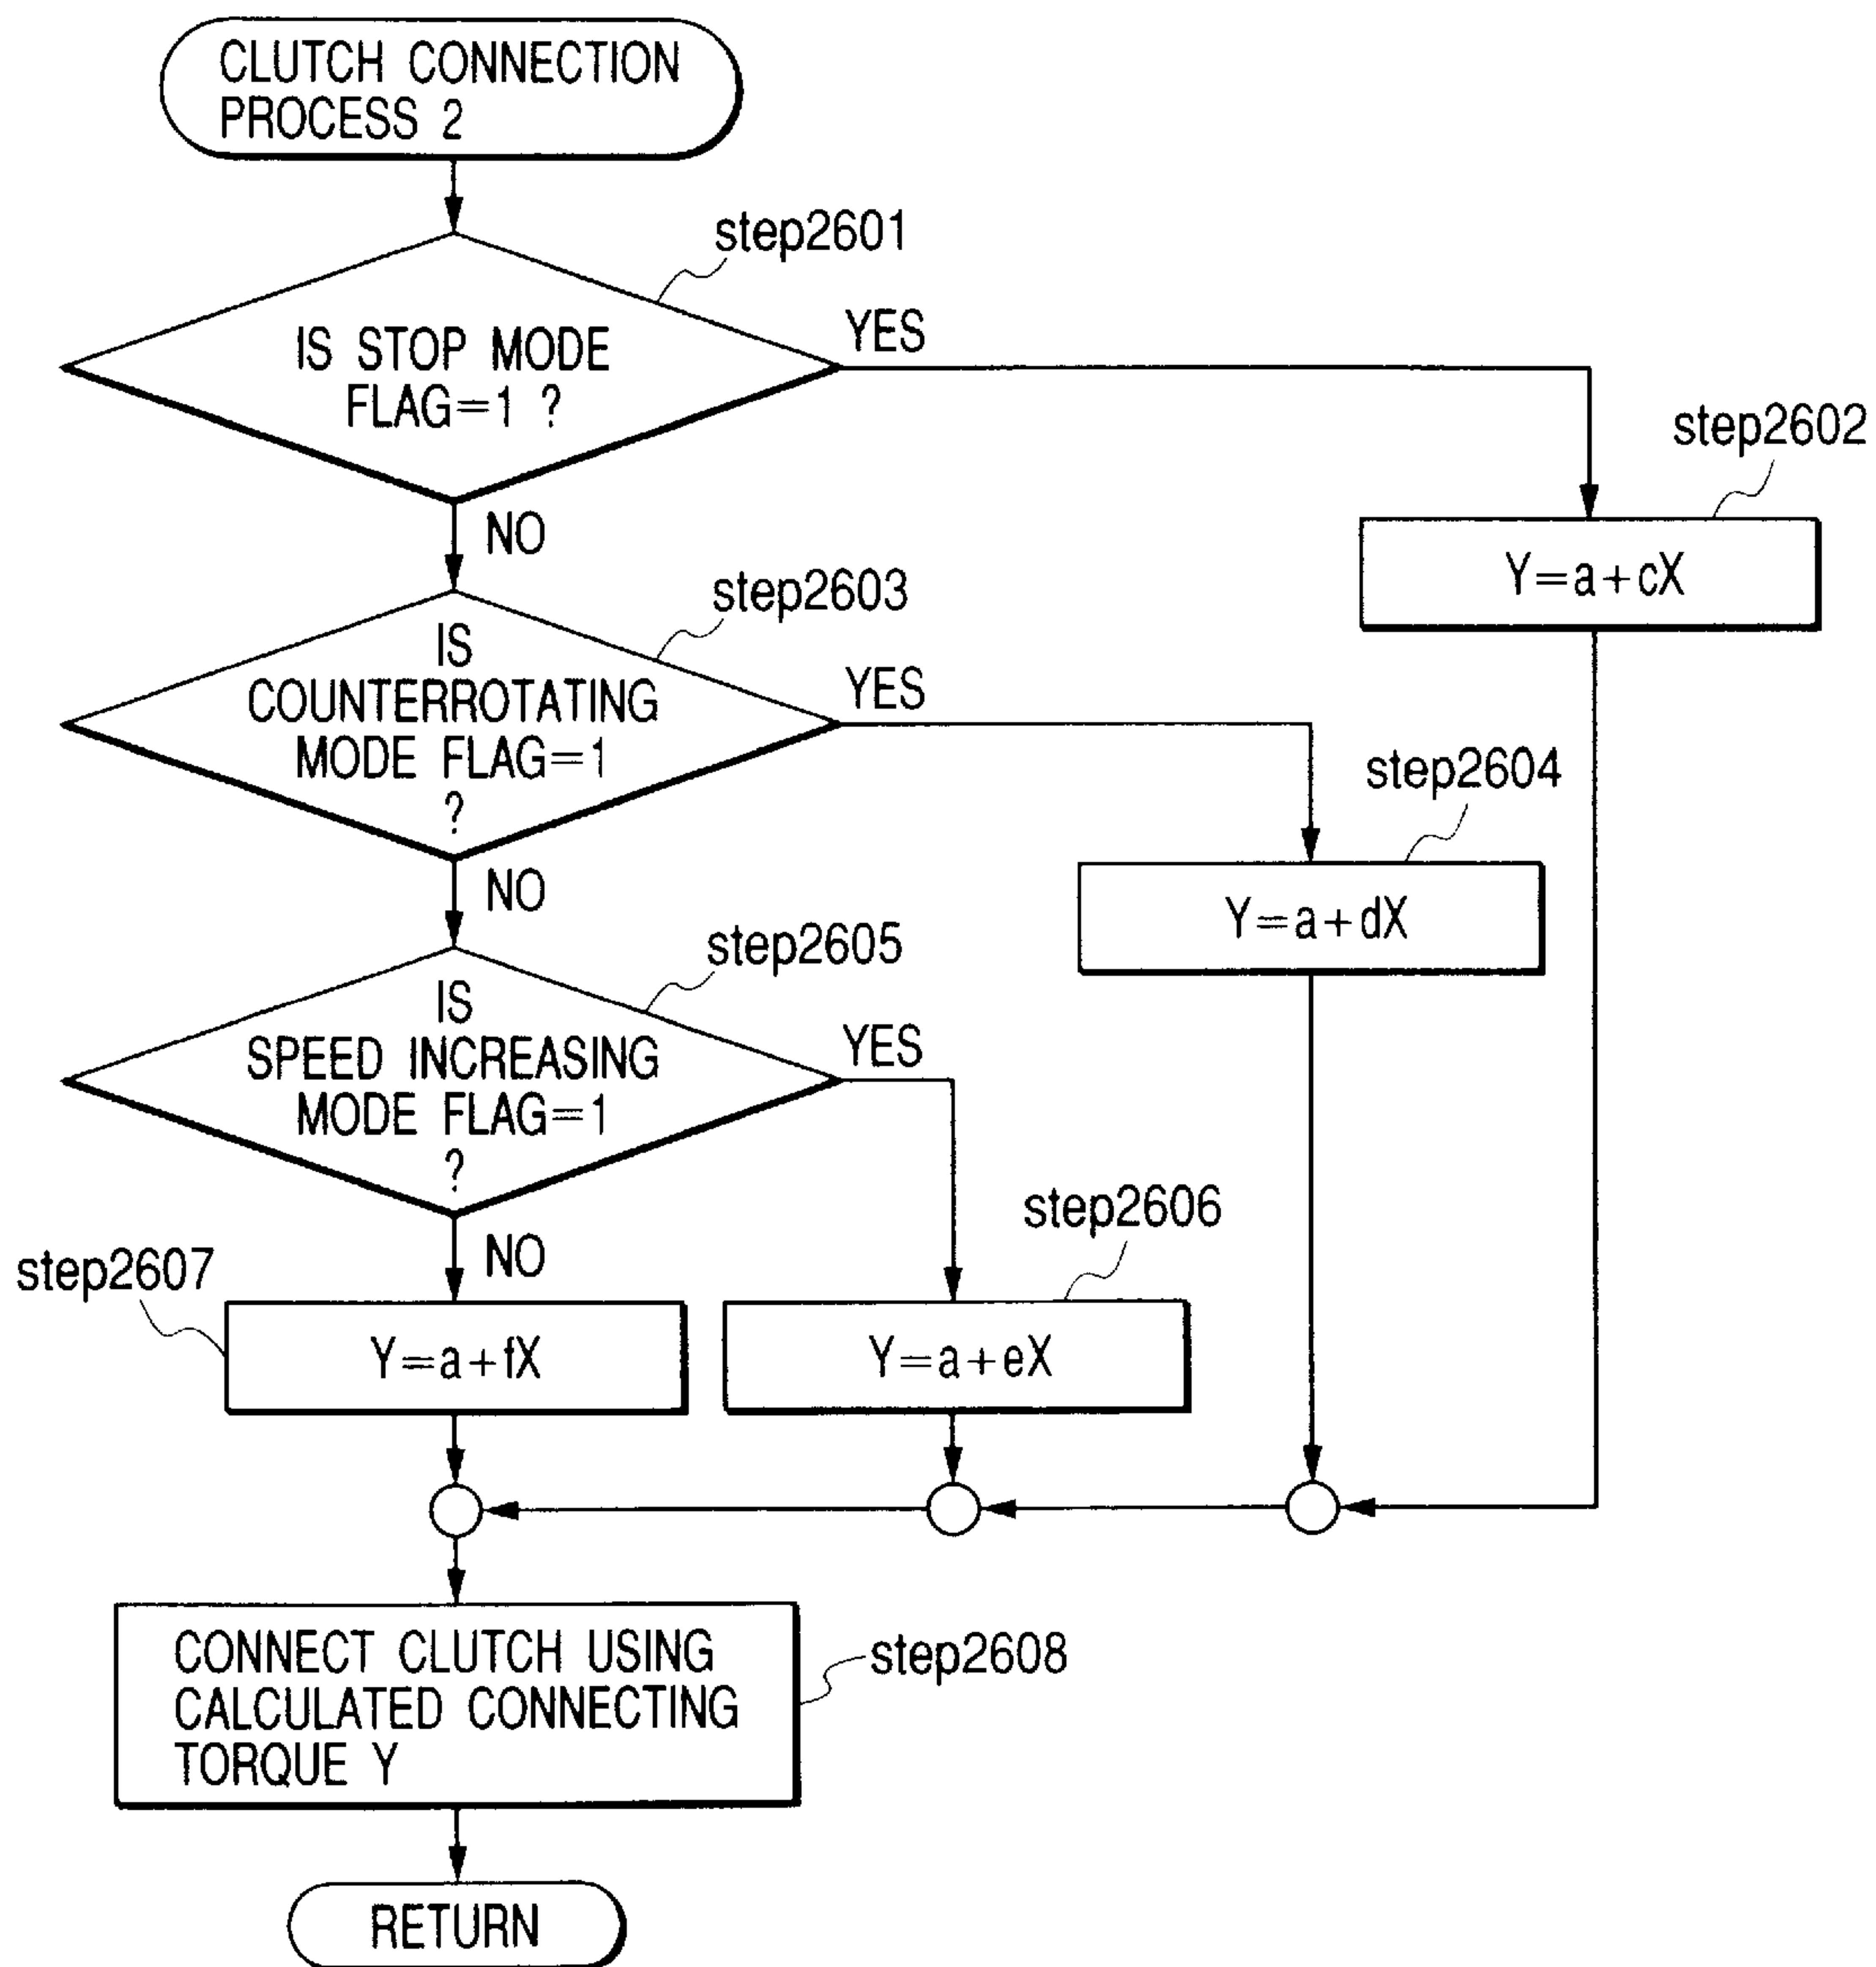 CLUTCH CONNECTION
PROCESS 2
step2601
IS STOP MODE
FLAG=1 ?
YES
step2602
Y=a+cX
NO
step2603
IS
COUNTERROTATING
MODE FLAG=1
?
YES
step2604
Y=a+dX
NO
step2605
IS
SPEED INCREASING
MODE FLAG=1
?
YES
step2606
Y=a+eX
NO
step2607
Y=a+fX
CONNECT CLUTCH USING
CALCULATED CONNECTING
TORQUE Y
step2608
RETURN